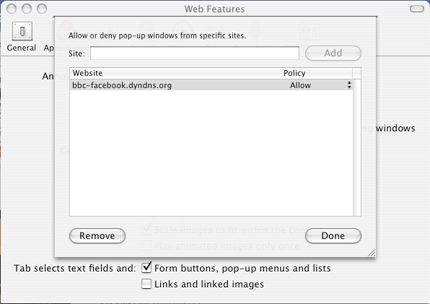 Web Features
General
Allow or deny pop-up windows from specific sites.
Site:
Add
Website Policy
bbc-facebook.dyndns.org Allow
windows
Remove
Done
Tab selects text fields and: Form buttons, pop-up menus and lists
Links and linked images